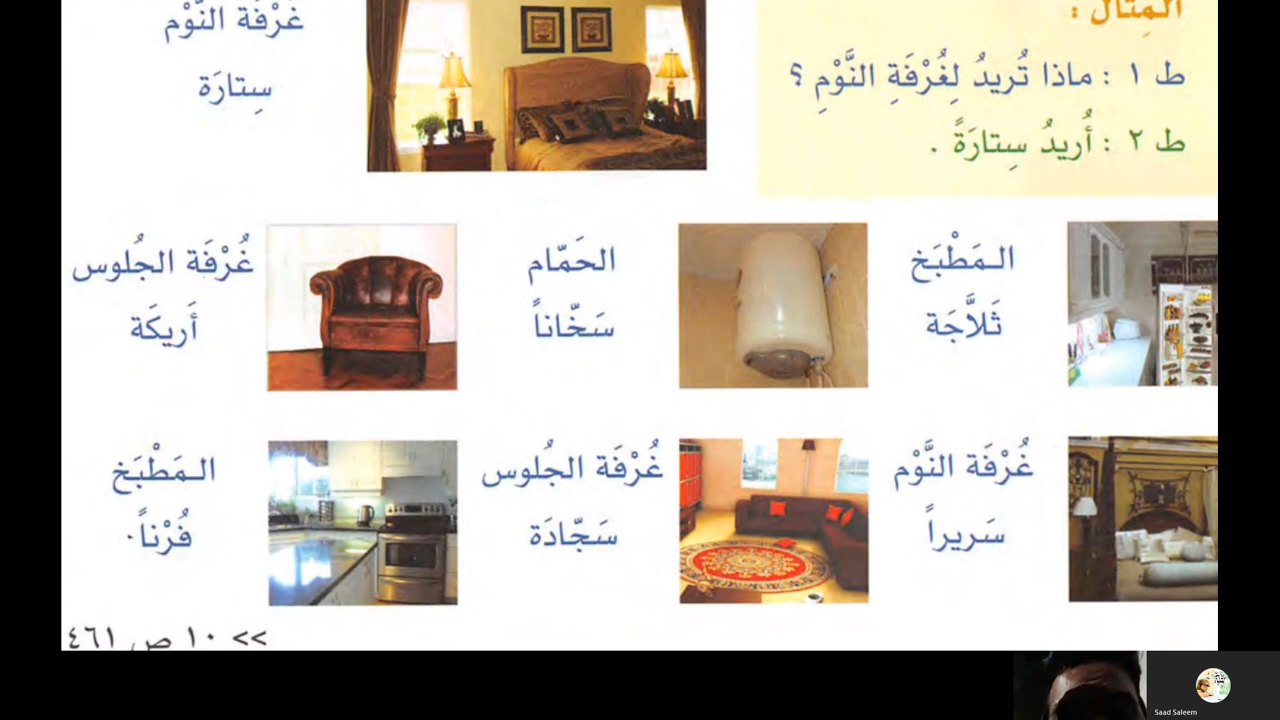 المِثال :
ط ١ : ماذا تُريدُ لِغُرْفَةِ النَّوْمِ ؟
ط ٢ : أُريدُ سِتارَةً .
غُرْفَة النَّوْم
سِتارَة
المَطْبَخ
ثَلاَّجَة
الحَمّام
سَخّاناً
غُرْفَة الجُلوس
أَريكَة
غُرْفَة النَّوْم
سَريراً
غُرْفَة الجُلوس
سَجّادَة
المَطْبَخ
فُرْناً.
>> ١٠ ص ٤٦١
Saad Saleem